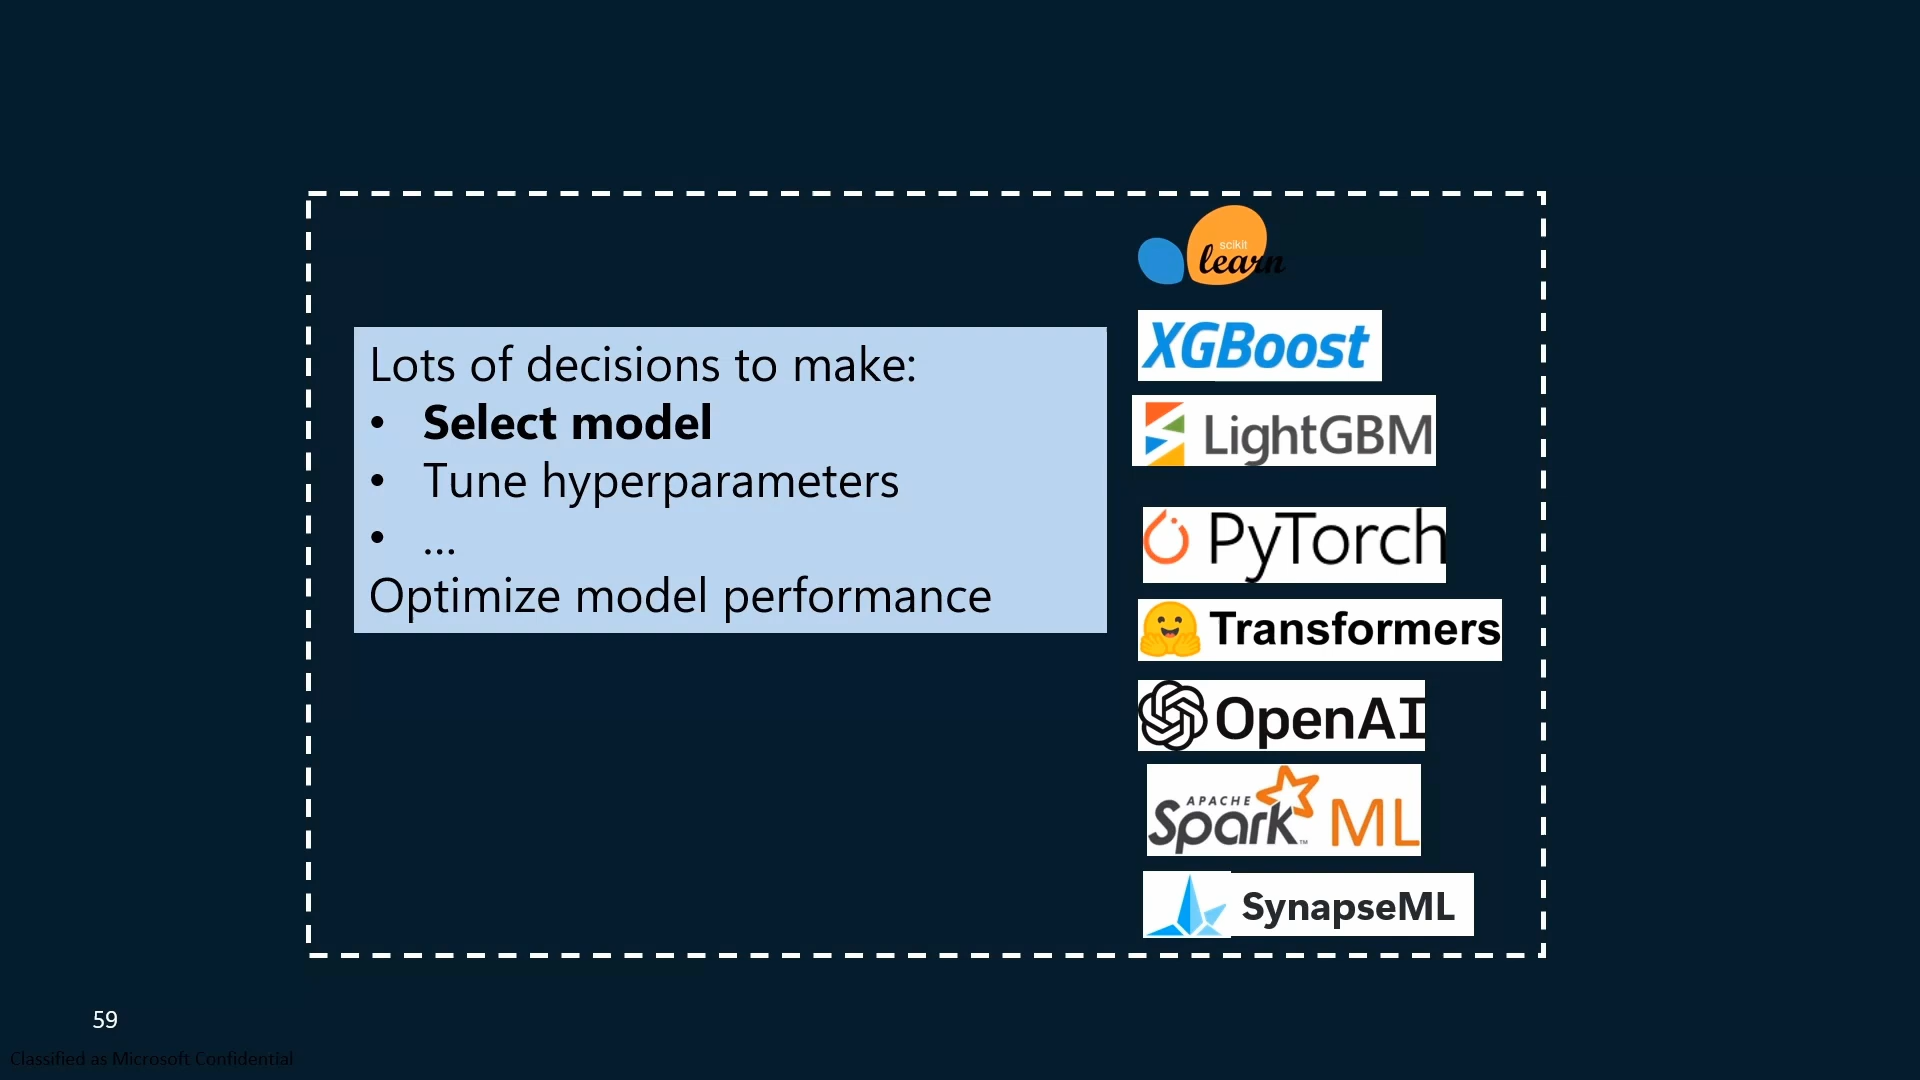 Lots of decisions to make:
• Select model
• Tune hyperparameters
• ...
Optimize model performance
scikit
learn
XGBoost
LightGBM
PyTorch
Transformers
OpenAI
APACHE
Spark™ ML
SynapseML
59
Classified as Microsoft Confidential